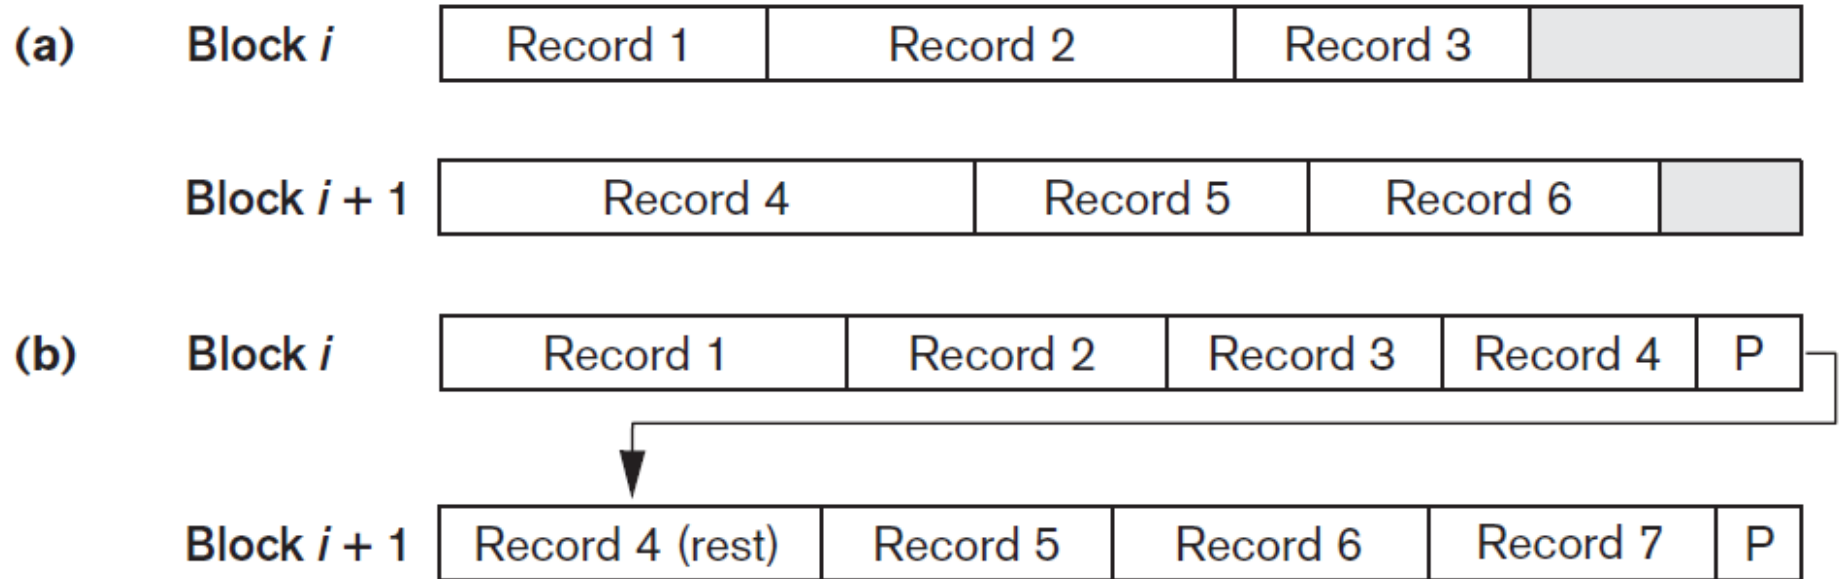 (a) Block i Record 1 Record 2 Record 3
Block i + 1 Record 4 Record 5 Record 6
(b) Block i Record 1 Record 2 Record 3 Record 4 P
Block i + 1 Record 4 (rest) Record 5 Record 6 Record 7 P